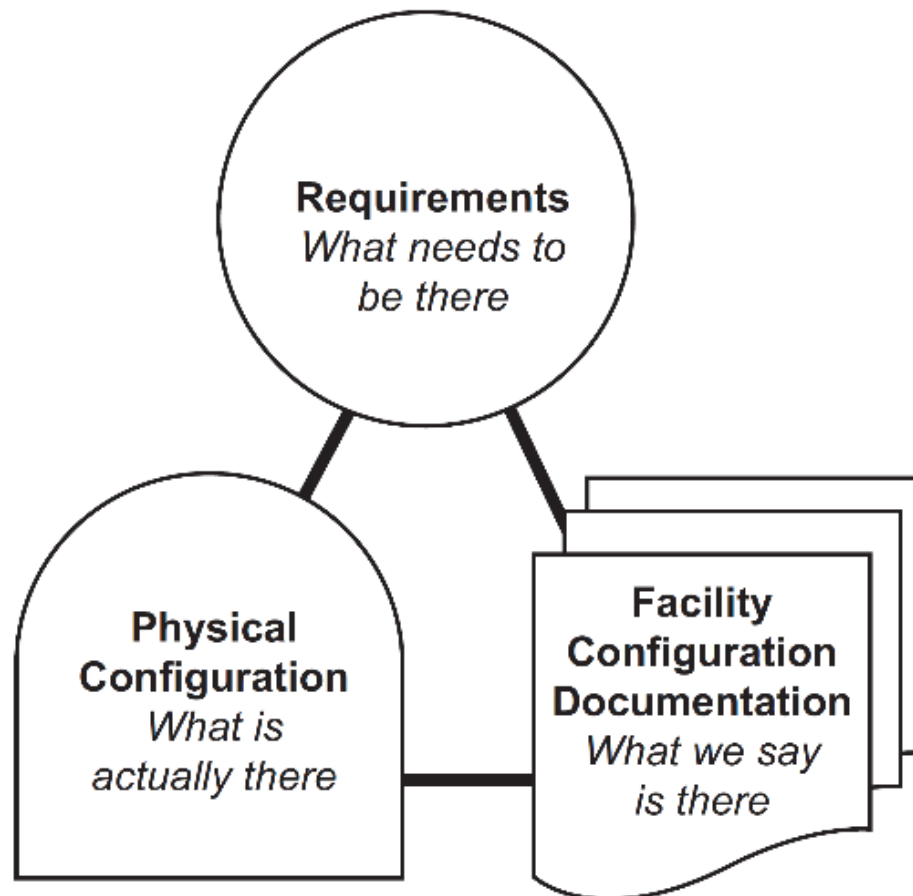 Requirements
What needs to
be there
Physical
Configuration
What is
actually there
Facility
Configuration
Documentation
What we say
is there